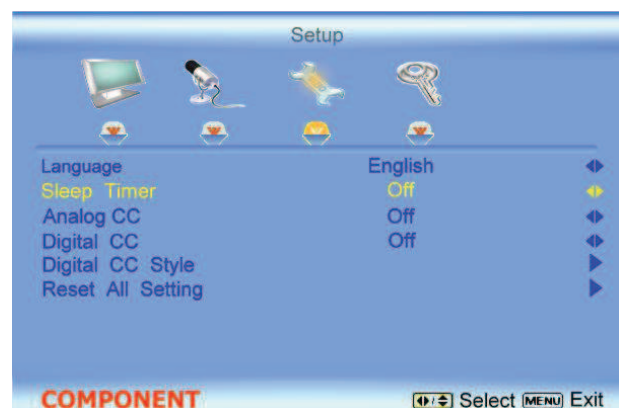 Setup
Language English
Sleep Timer Off
Analog CC Off
Digital CC Off
Digital CC Style
Reset All Setting
COMPONENT Select MENU Exit